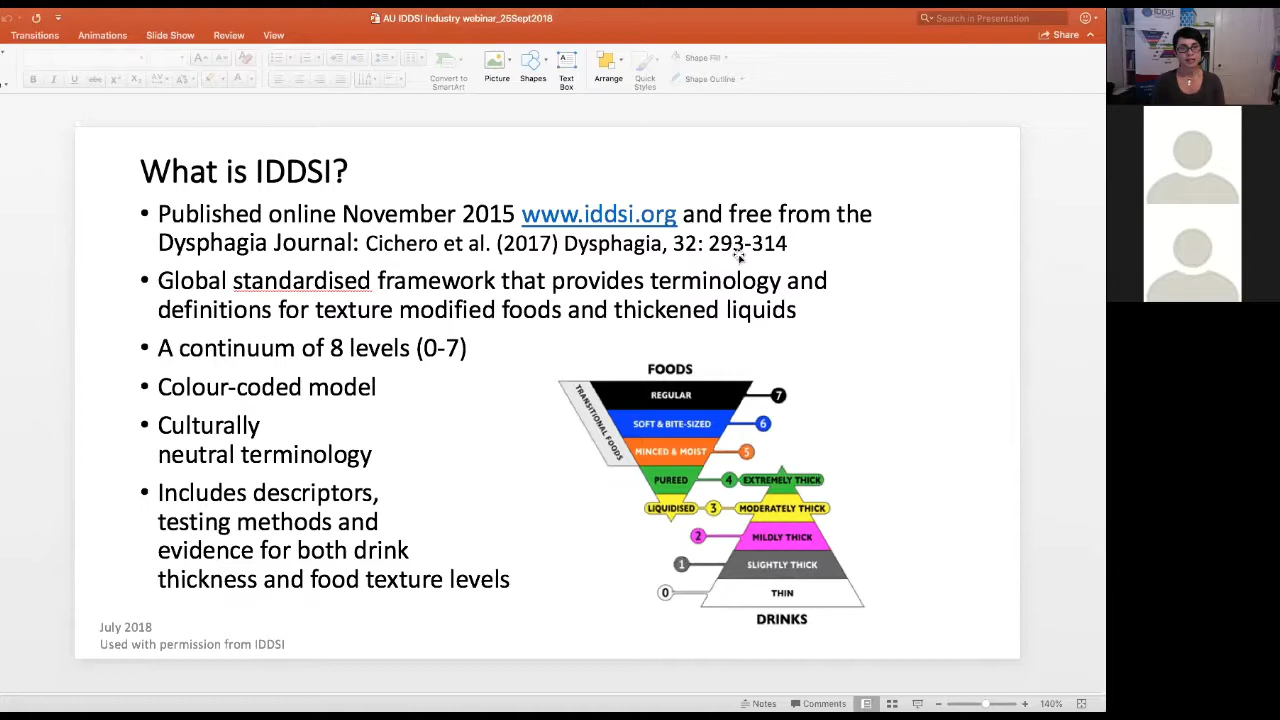 AU IDDSI Industry webinar_25Sept2018
Search in Presentation
Transitions
Animations
Slide Show
Review
View
Share
Convert to
SmartArt
Picture
Shapes
Text
Box
Arrange
Quick
Styles
Shape Fill
Shape Outline
What is IDDSI?
• Published online November 2015 www.iddsi.org and free from the
Dysphagia Journal: Cichero et al. (2017) Dysphagia, 32: 293-314
• Global standardised framework that provides terminology and
definitions for texture modified foods and thickened liquids
• A continuum of 8 levels (0-7)
• Colour-coded model
• Culturally
neutral terminology
• Includes descriptors,
testing methods and
evidence for both drink
thickness and food texture levels
FOODS
TRANSITIONAL FOODS
REGULAR 7
SOFT & BITE-SIZED 6
MINCED & MOIST 5
PUREED 4 EXTREMELY THICK
LIQUIDISED 3 MODERATELY THICK
2 MILDLY THICK
1 SLIGHTLY THICK
0 THIN
DRINKS
July 2018
Used with permission from IDDSI
Notes
Comments
140%